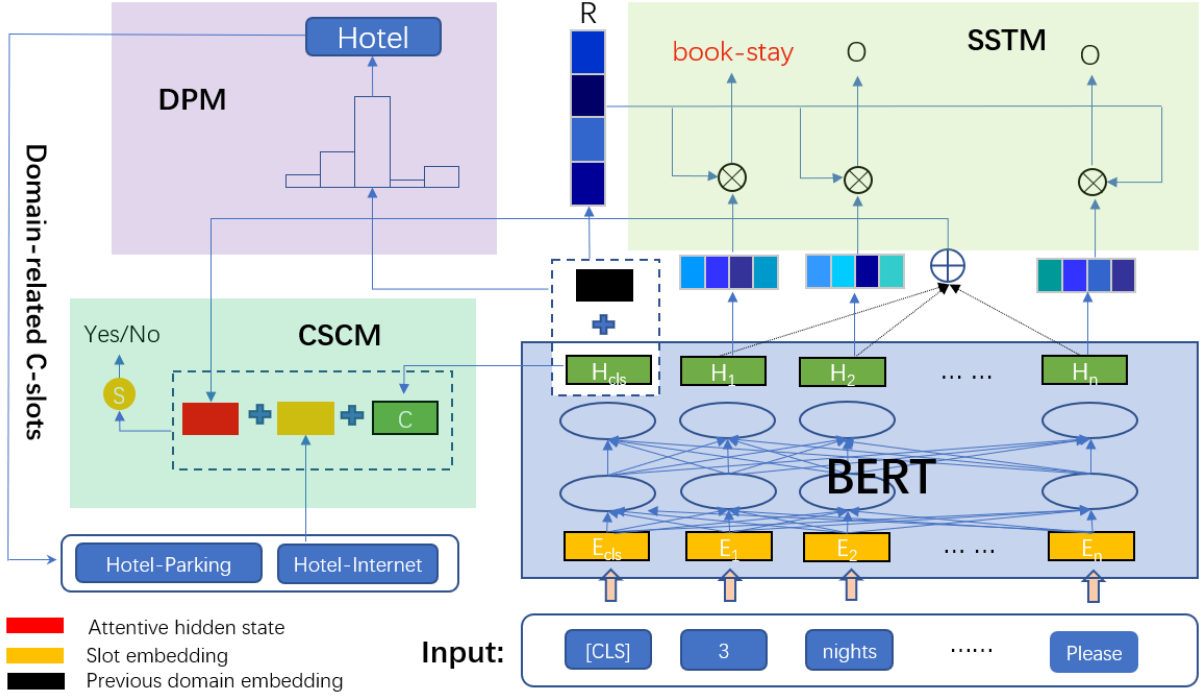 R
SSTM
Hotel
book-stay
O
O
DPM
Domain-related C-slots
Yes/No
CSCM
S
C
Hcls
H1
H2
... ...
Hn
BERT
Ecls
E1
E2
... ...
En
Hotel-Parking
Hotel-Internet
Attentive hidden state
Slot embedding
Previous domain embedding
Input:
[CLS]
3
nights
······
Please